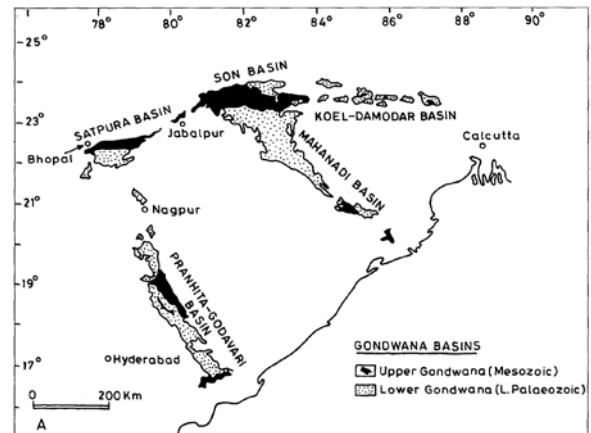 78° 80° 82° 84° 86° 88° 90°
25°
SON BASIN
KOEL-DAMODAR BASIN
SATPURA BASIN
Jabalpur
23°
Bhopal
Calcutta
MAHANADI BASIN
21°
Nagpur
PRANHITA-GODAVARI
BASIN
19°
17°
Hyderabad
GONDWANA BASINS
Upper Gondwana (Mesozoic)
Lower Gondwana (L. Palaeozoic)
0 200 Km
A